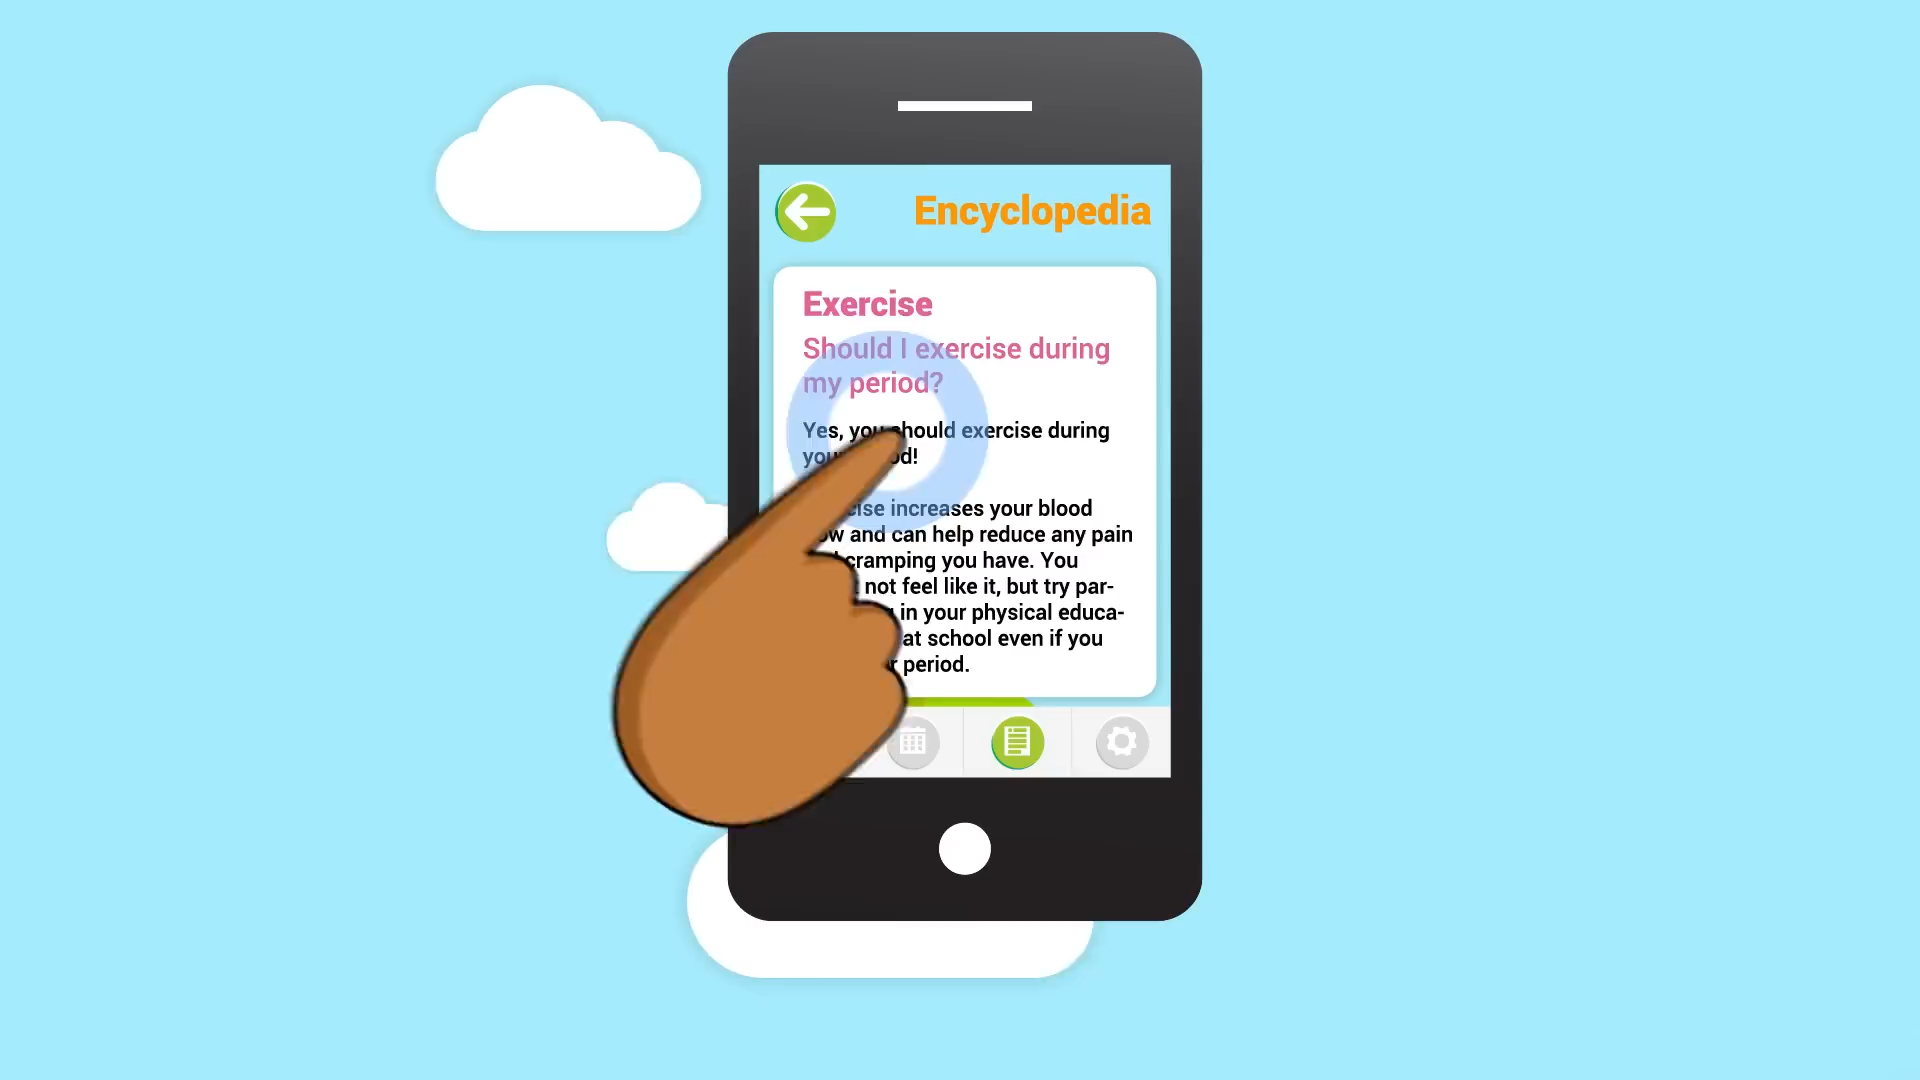 Encyclopedia
Exercise
Should I exercise during
my period?
Yes, you should exercise during
increases your blood
and can help reduce any pain
cramping you have. You
not feel like it, but try par-
in your physical educa-
at school even if you
period.